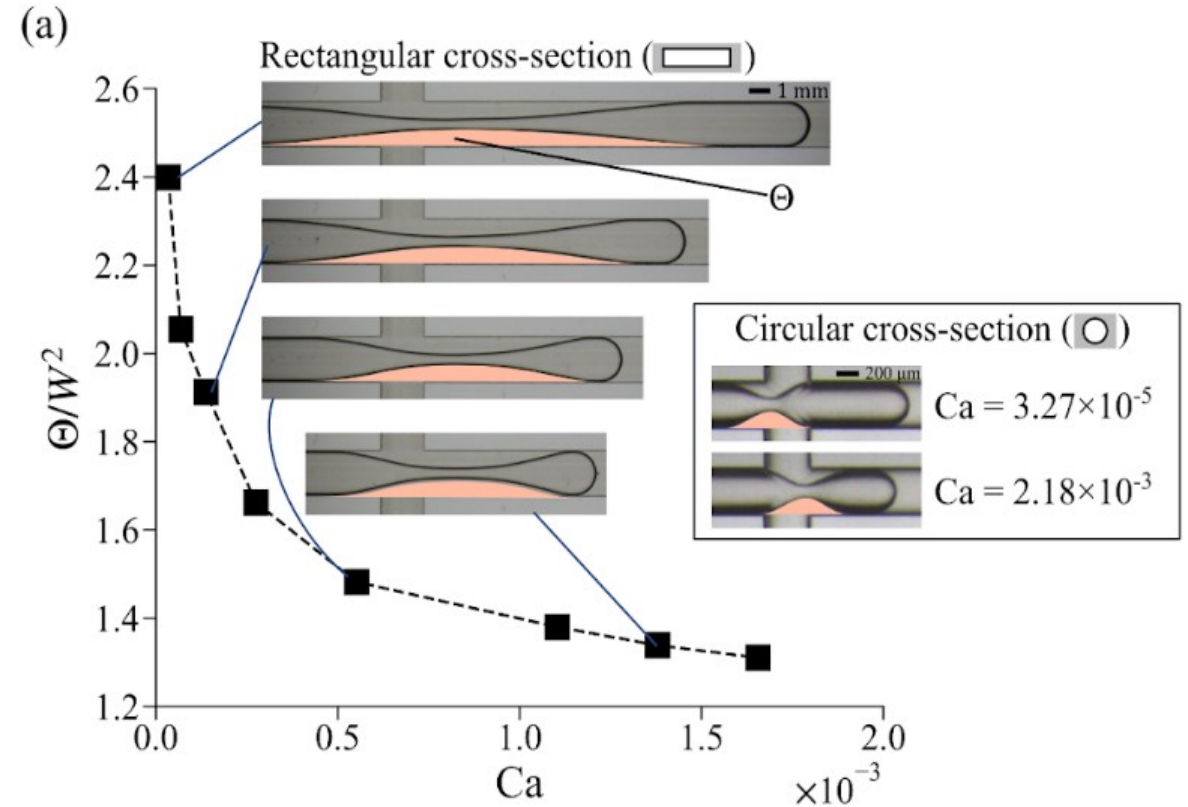 (a)
Rectangular cross-section ( )
1 mm
Θ
Circular cross-section ( )
200 μm
Ca = 3.27×10⁻⁵
Ca = 2.18×10⁻³
Θ/W²
2.6
2.4
2.2
2.0
1.8
1.6
1.4
1.2
0.0 0.5 1.0 1.5 2.0
Ca
×10⁻³